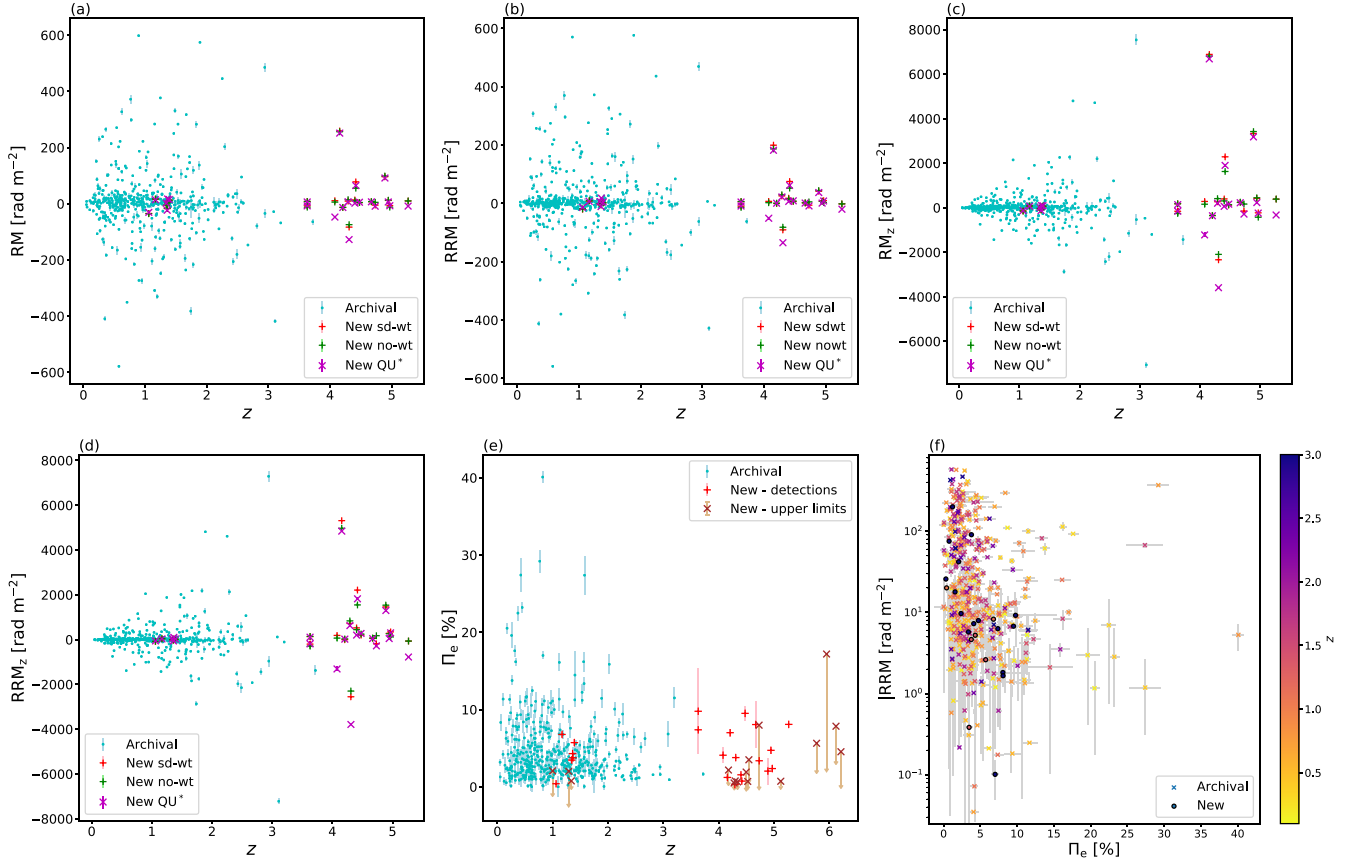 (a)
RM [rad m⁻²]
600
400
200
0
−200
−400
−600
0 1 2 3 4 5
z
Archival
New sd-wt
New no-wt
New QU*
(b)
RRM [rad m⁻²]
600
400
200
0
−200
−400
−600
0 1 2 3 4 5
z
Archival
New sdwt
New nowt
New QU*
(c)
RM_z [rad m⁻²]
8000
6000
4000
2000
0
−2000
−4000
−6000
0 1 2 3 4 5
z
Archival
New sd-wt
New no-wt
New QU*
(d)
RRM_z [rad m⁻²]
8000
6000
4000
2000
0
−2000
−4000
−6000
−8000
0 1 2 3 4 5
z
Archival
New sd-wt
New no-wt
New QU*
(e)
Π_e [%]
40
30
20
10
0
0 1 2 3 4 5 6
z
Archival
New - detections
New - upper limits
(f)
|RRM [rad m⁻²]
10²
10¹
10⁰
10⁻¹
0 5 10 15 20 25 30 35 40
Π_e [%]
Archival
New
3.0
2.5
2.0
1.5
1.0
0.5
z